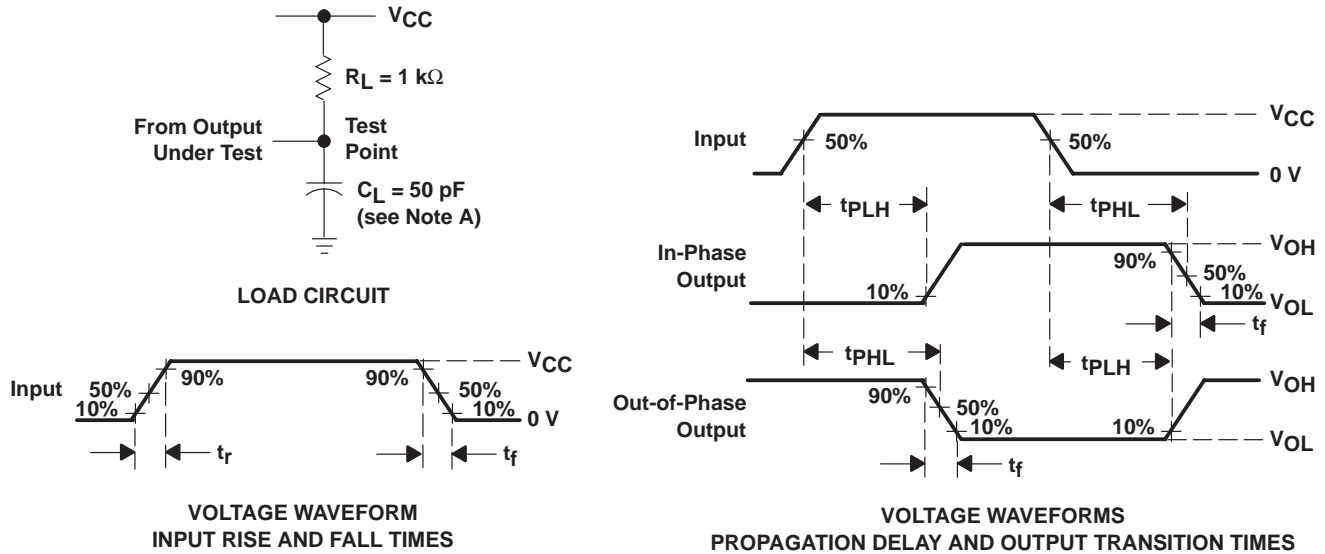 VCC
RL = 1 kΩ
From Output
Under Test
Test
Point
CL = 50 pF
(see Note A)
LOAD CIRCUIT
VCC
Input
50%
10%
90%
90%
50%
10%
0 V
tr
tf
VOLTAGE WAVEFORM
INPUT RISE AND FALL TIMES
VCC
Input
50%
50%
0 V
tPLH
tPHL
In-Phase
Output
VOH
90%
50%
10%
10%
VOL
tf
tPHL
tPLH
Out-of-Phase
Output
VOH
90%
50%
10%
10%
VOL
tf
VOLTAGE WAVEFORMS
PROPAGATION DELAY AND OUTPUT TRANSITION TIMES